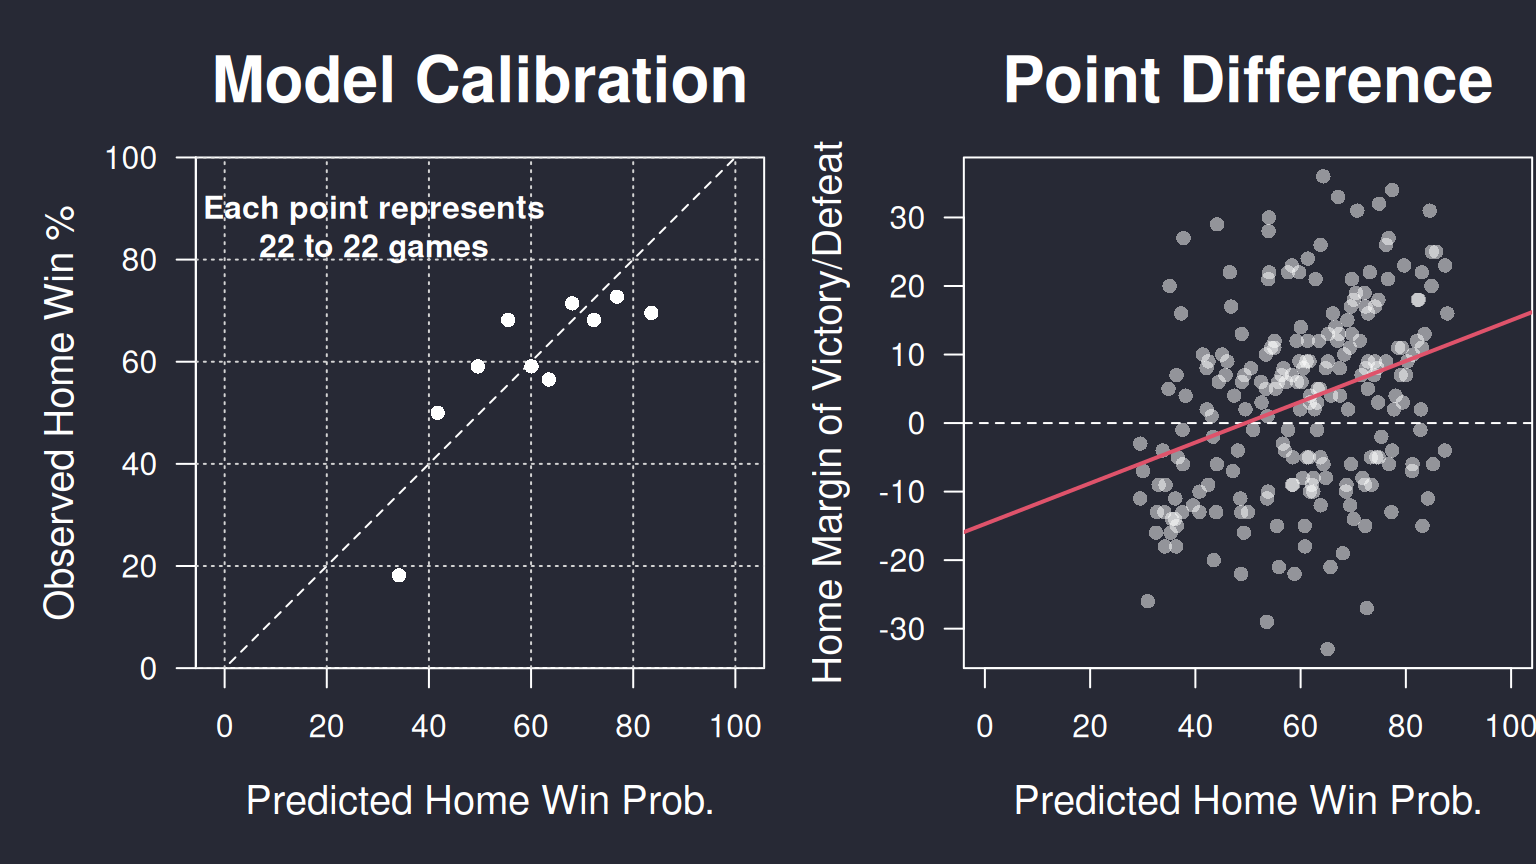 Model Calibration
Observed Home Win %
100
80
60
40
20
0
Each point represents
22 to 22 games
0 20 40 60 80 100
Predicted Home Win Prob.
Point Difference
Home Margin of Victory/Defeat
30
20
10
0
-10
-20
-30
0 20 40 60 80 100
Predicted Home Win Prob.